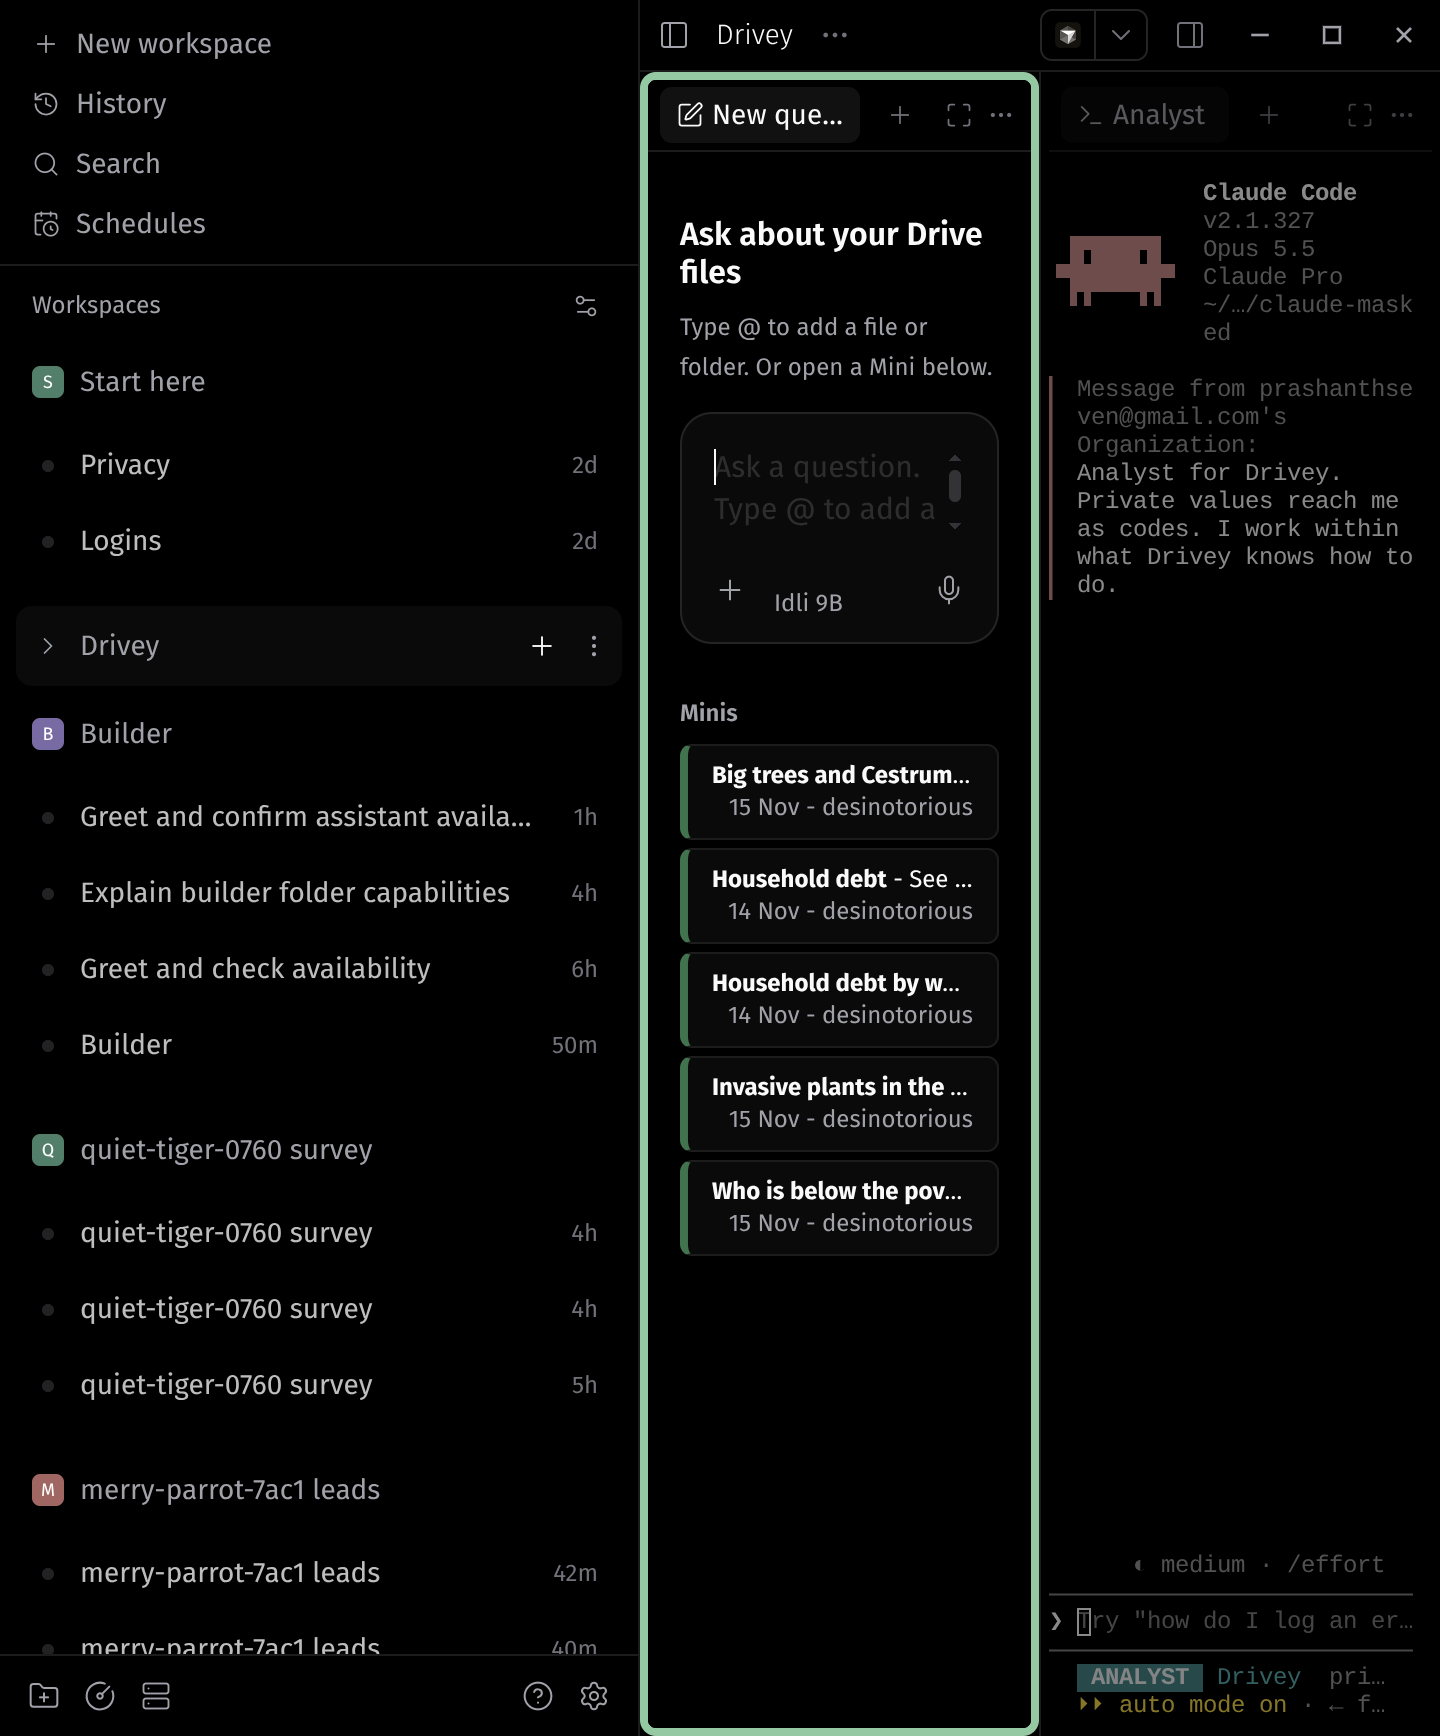 New workspace
History
Search
Schedules
Workspaces
S Start here
Privacy 2d
Logins 2d
Drivey
B Builder
Greet and confirm assistant availa... 1h
Explain builder folder capabilities 4h
Greet and check availability 6h
Builder 50m
Q quiet-tiger-0760 survey
quiet-tiger-0760 survey 4h
quiet-tiger-0760 survey 4h
quiet-tiger-0760 survey 5h
M merry-parrot-7ac1 leads
merry-parrot-7ac1 leads 42m
merry-parrot-7ac1 leads 40m
Drivey ...
New que... ...
Ask about your Drive
files
Type @ to add a file or
folder. Or open a Mini below.
Ask a question.
Type @ to add a
Idli 9B
Minis
Big trees and Cestrum...
15 Nov - desinotorious
Household debt - See ...
14 Nov - desinotorious
Household debt by w...
14 Nov - desinotorious
Invasive plants in the ...
15 Nov - desinotorious
Who is below the pov...
15 Nov - desinotorious
Analyst ...
Claude Code
v2.1.327
Opus 5.5
Claude Pro
~/…/claude-mask
ed
Message from prashanthse
ven@gmail.com's
Organization:
Analyst for Drivey.
Private values reach me
as codes. I work within
what Drivey knows how to
do.
medium · /effort
❯ Try "how do I log an er…
ANALYST Drivey pri…
auto mode on · ← f…